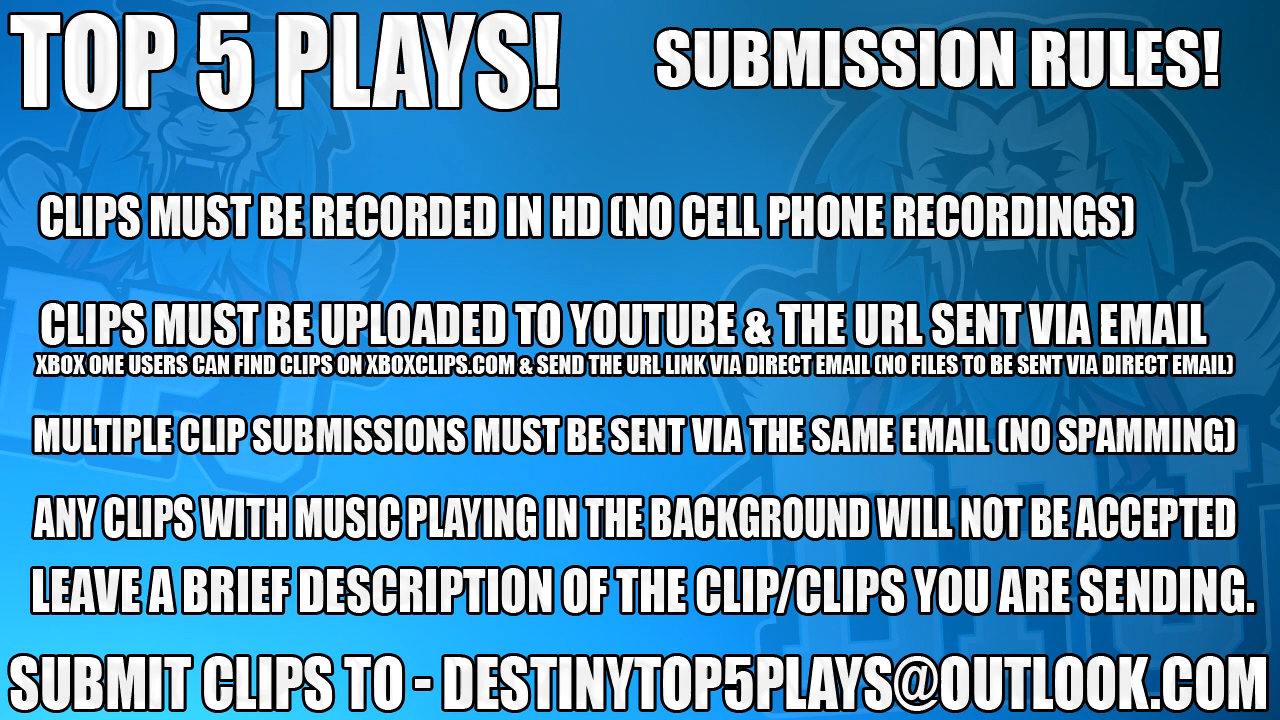 TOP 5 PLAYS!
SUBMISSION RULES!
CLIPS MUST BE RECORDED IN HD (NO CELL PHONE RECORDINGS)
CLIPS MUST BE UPLOADED TO YOUTUBE & THE URL SENT VIA EMAIL
XBOX ONE USERS CAN FIND CLIPS ON XBOXCLIPS.COM & SEND THE URL LINK VIA DIRECT EMAIL (NO FILES TO BE SENT VIA DIRECT EMAIL)
MULTIPLE CLIP SUBMISSIONS MUST BE SENT VIA THE SAME EMAIL (NO SPAMMING)
ANY CLIPS WITH MUSIC PLAYING IN THE BACKGROUND WILL NOT BE ACCEPTED
LEAVE A BRIEF DESCRIPTION OF THE CLIP/CLIPS YOU ARE SENDING.
SUBMIT CLIPS TO - DESTINYTOP5PLAYS@OUTLOOK.COM